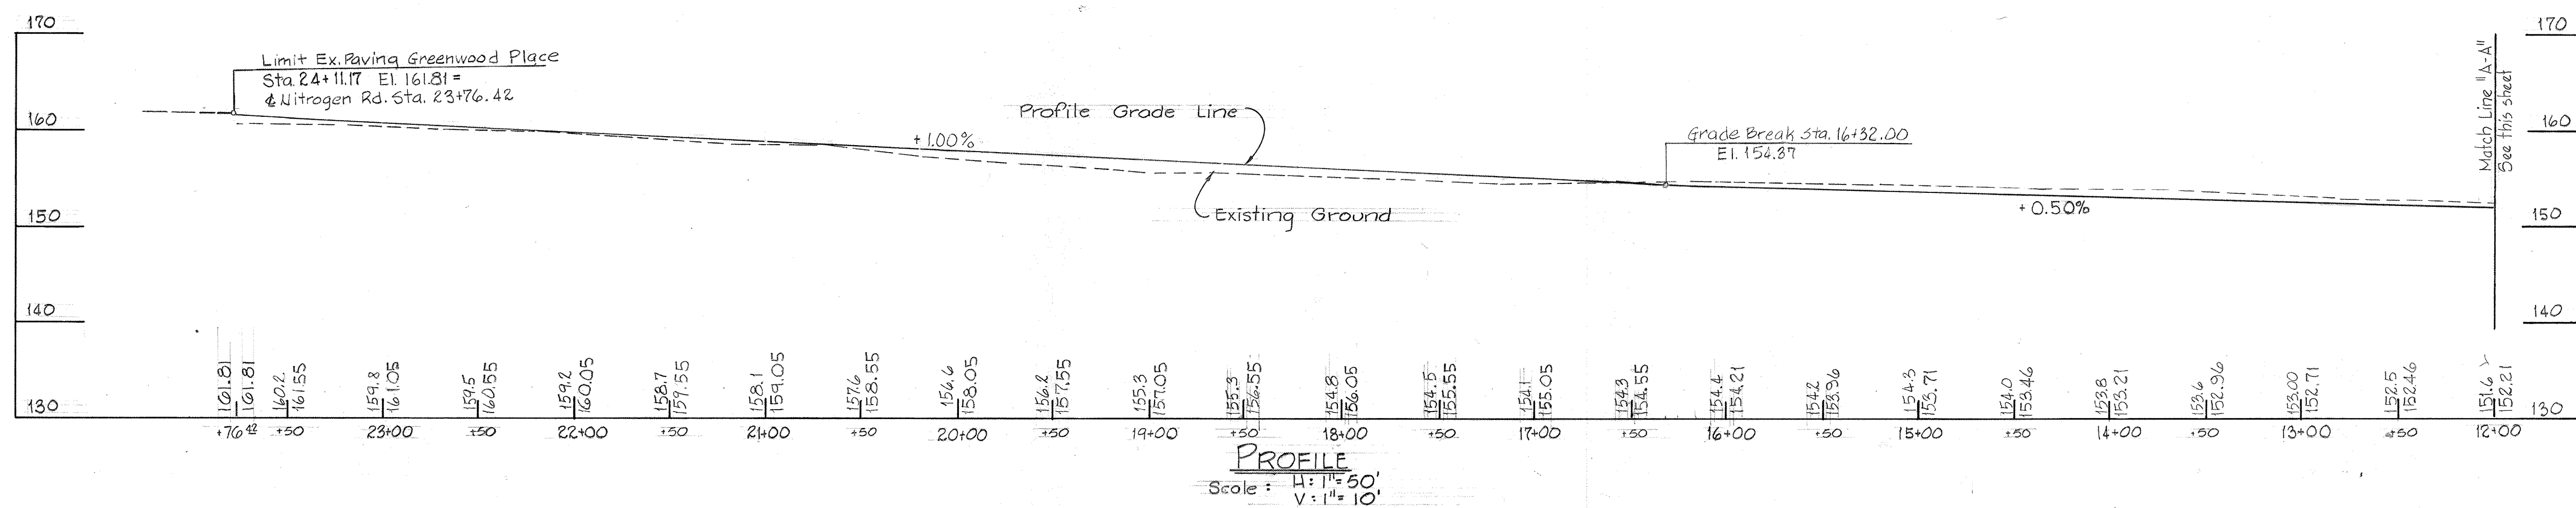 170
160
150
140
130
Limit Ex. Paving Greenwood Place
Sta. 24+11.17 El. 161.81 =
℄ Nitrogen Rd. Sta. 23+76.42
+1.00%
Profile Grade Line
Existing Ground
Grade Break Sta. 16+32.00
El. 154.37
+0.50%
Match Line "A-A"
See this sheet
170
160
150
140
130
161.81 161.81
160.2 161.55
159.8 161.05
159.5 160.55
159.2 160.05
158.7 159.55
158.1 159.05
157.6 158.55
156.6 158.05
156.2 157.55
155.3 157.05
155.3 156.55
154.8 156.05
154.5 155.55
154.1 155.05
154.3 154.55
154.4 154.21
154.2 153.96
154.3 153.71
154.0 153.46
153.8 153.21
153.6 152.96
153.00 152.71
152.5 152.46
151.6 152.21
+76 42 +50 23+00 +50 22+00 +50 21+00 +50 20+00 +50 19+00 +50 18+00 +50 17+00 +50 16+00 +50 15+00 +50 14+00 +50 13+00 +50 12+00
PROFILE
Scale: H: 1"=50'
V: 1"=10'